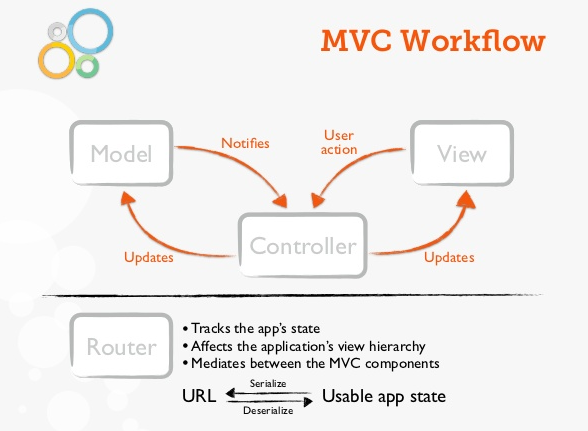 MVC Workflow
Model
Notifies
User
action
View
Controller
Updates
Updates
Router
• Tracks the app's state
• Affects the application's view hierarchy
• Mediates between the MVC components
URL
Serialize
Deserialize
Usable app state